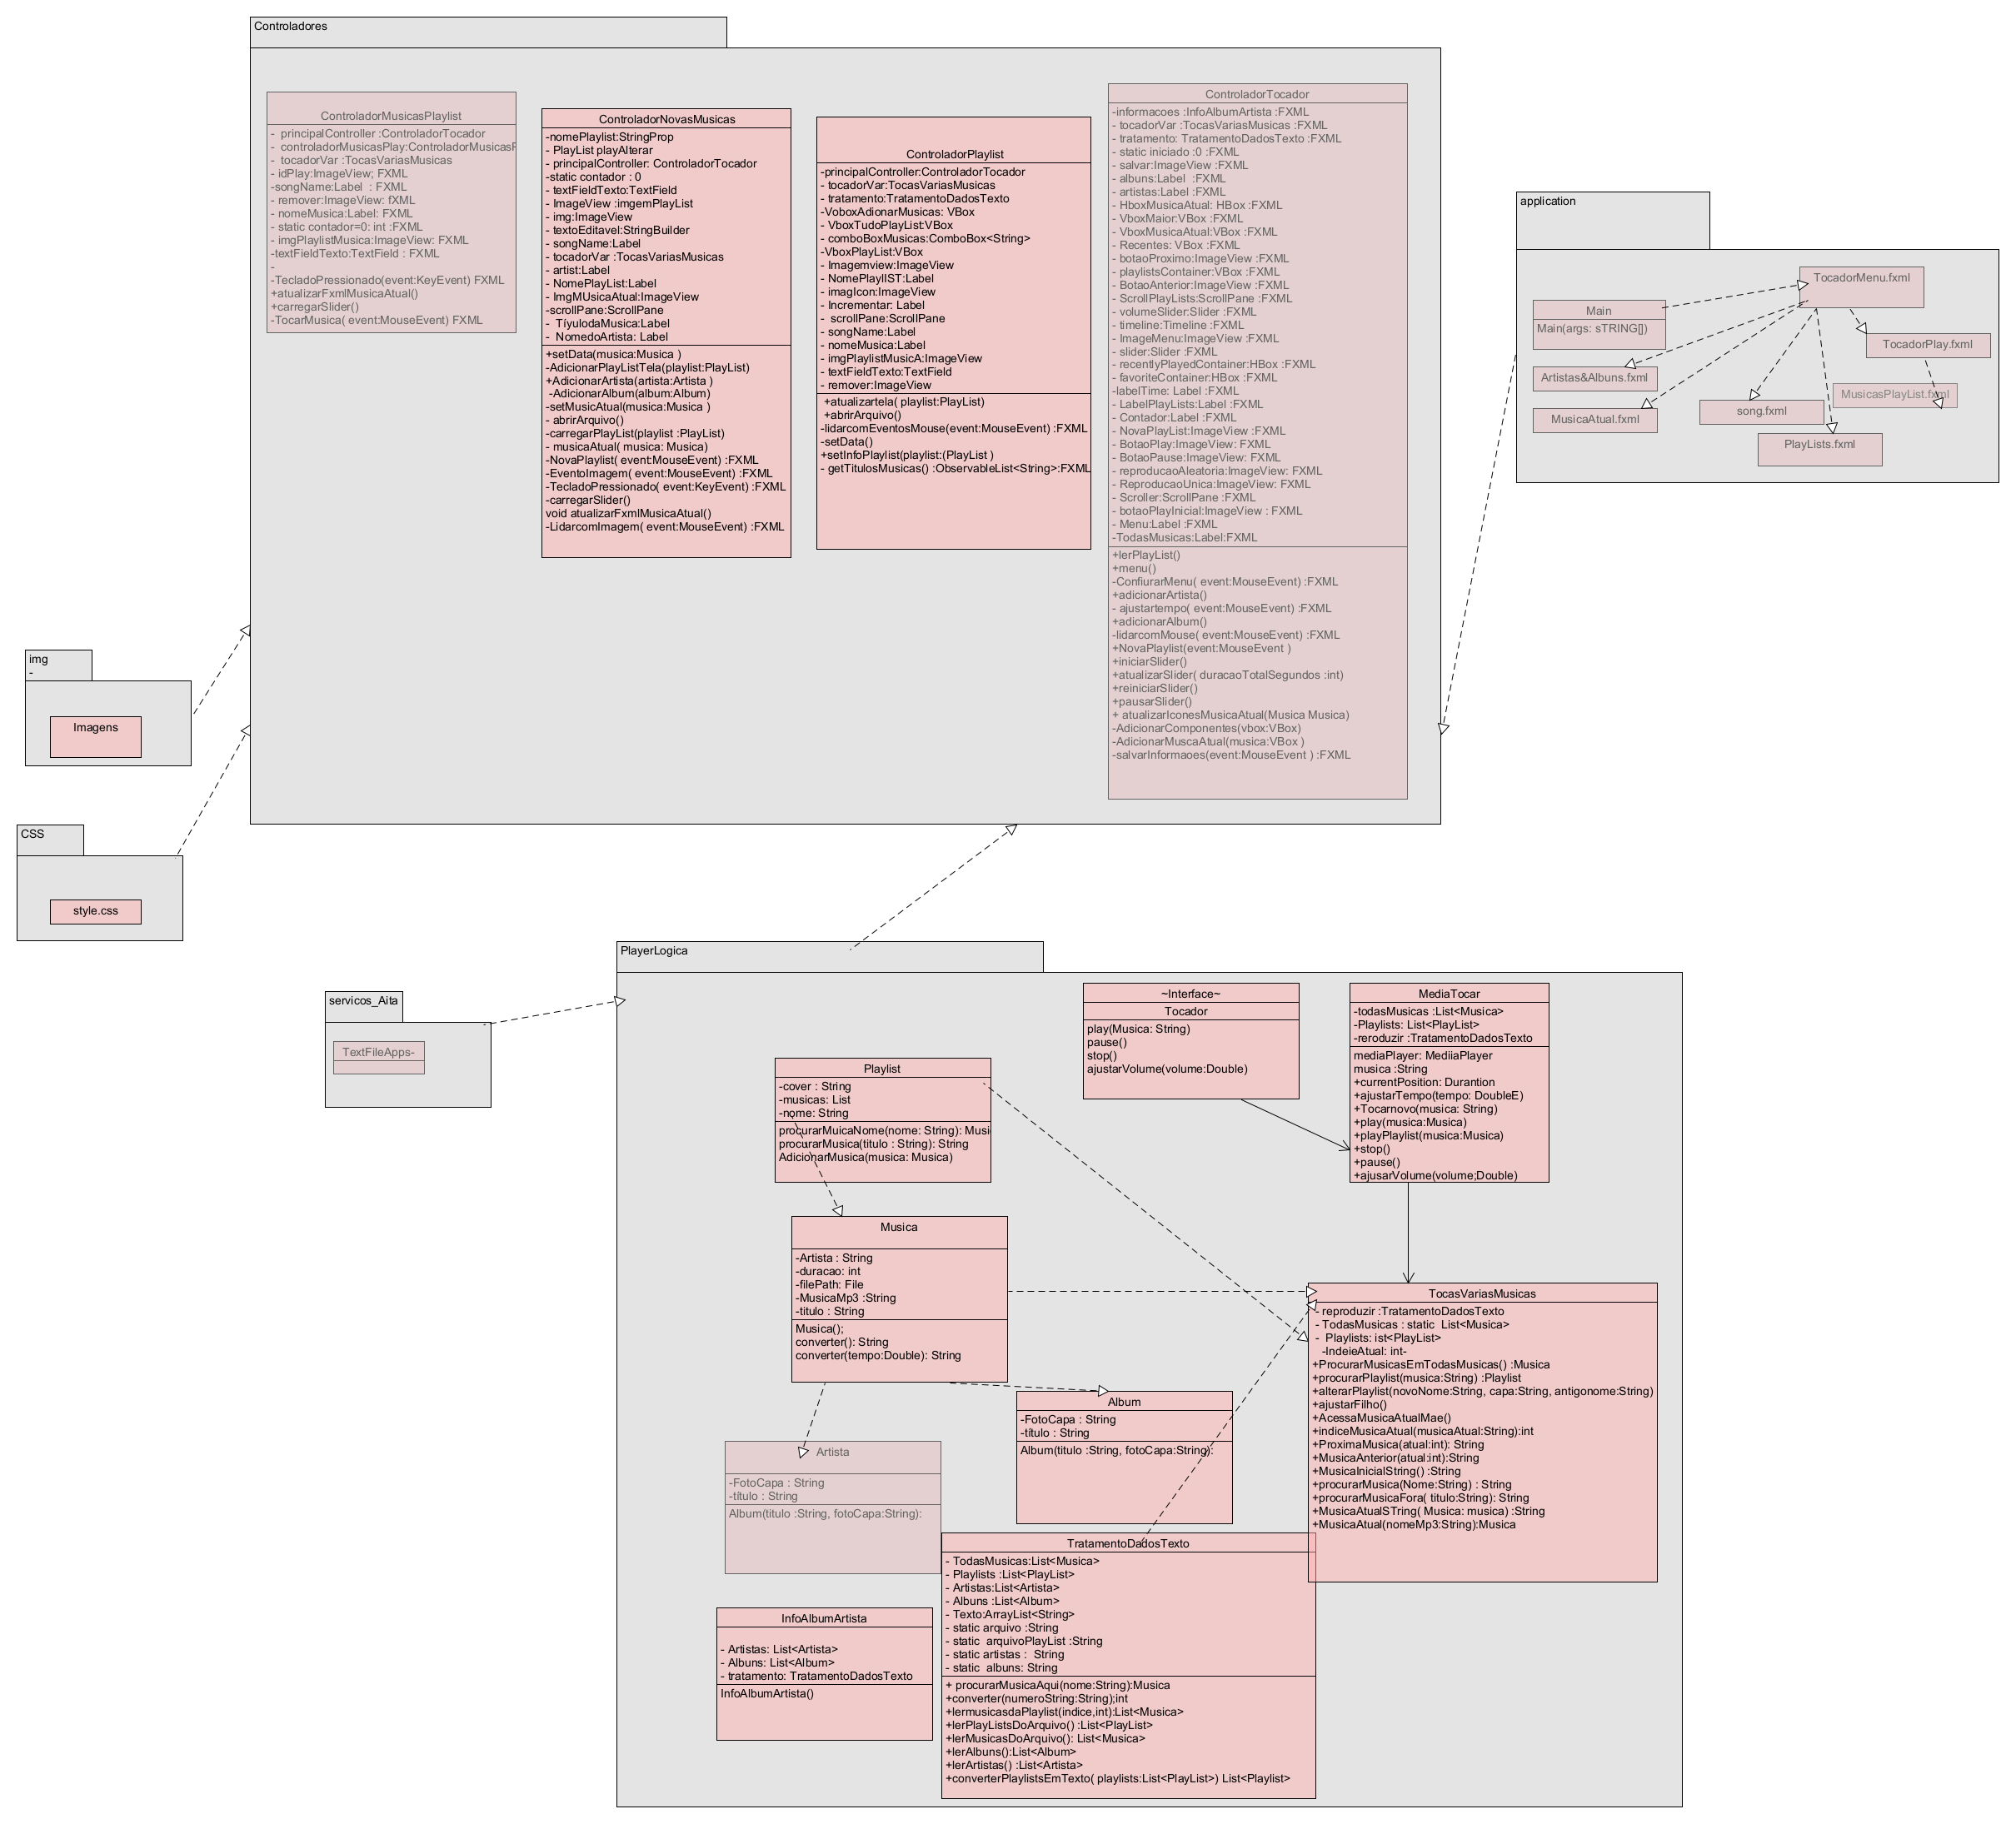 Controladores
ControladorMusicasPlaylist
-  principalController :ControladorTocador
-  controladorMusicasPlay:ControladorMusicasP
-  tocadorVar :TocasVariasMusicas
- idPlay:ImageView; FXML
-songName:Label  : FXML
- remover:ImageView: fXML
- nomeMusica:Label: FXML
- static contador=0: int :FXML
- imgPlaylistMusica:ImageView: FXML
-textFieldTexto:TextField : FXML
-
-TecladoPressionado(event:KeyEvent) FXML
+atualizarFxmlMusicaAtual()
+carregarSlider()
-TocarMusica( event:MouseEvent) FXML
ControladorNovasMusicas
-nomePlaylist:StringProp
- PlayList playAlterar
- principalController: ControladorTocador
-static contador : 0
- textFieldTexto:TextField
- ImageView :imgemPlayList
- img:ImageView
- textoEditavel:StringBuilder
- songName:Label
- tocadorVar :TocasVariasMusicas
- artist:Label
- NomePlayList:Label
- ImgMUsicaAtual:ImageView
-scrollPane:ScrollPane
-  TíyulodaMusica:Label
-  NomedoArtista: Label
+setData(musica:Musica )
-AdicionarPlayListTela(playlist:PlayList)
+AdicionarArtista(artista:Artista )
-AdicionarAlbum(album:Album)
-setMusicAtual(musica:Musica )
- abrirArquivo()
-carregarPlayList(playlist :PlayList)
- musicaAtual( musica: Musica)
-NovaPlaylist( event:MouseEvent) :FXML
-EventoImagem( event:MouseEvent) :FXML
-TecladoPressionado( event:KeyEvent) :FXML
-carregarSlider()
void atualizarFxmlMusicaAtual()
-LidarcomImagem( event:MouseEvent) :FXML
ControladorPlaylist
-principalController:ControladorTocador
- tocadorVar:TocasVariasMusicas
- tratamento:TratamentoDadosTexto
-VoboxAdionarMusicas: VBox
- VboxTudoPlayList:VBox
- comboBoxMusicas:ComboBox<String>
-VboxPlayList:VBox
- Imagemview:ImageView
- NomePlaylIST:Label
- imagIcon:ImageView
- Incrementar: Label
-  scrollPane:ScrollPane
- songName:Label
- nomeMusica:Label
- imgPlaylistMusicA:ImageView
- textFieldTexto:TextField
- remover:ImageView
+atualizartela( playlist:PlayList)
+abrirArquivo()
-lidarcomEventosMouse(event:MouseEvent) :FXML
-setData()
+setInfoPlaylist(playlist:(PlayList )
- getTitulosMusicas() :ObservableList<String>:FXML
ControladorTocador
-informacoes :InfoAlbumArtista :FXML
- tocadorVar :TocasVariasMusicas :FXML
- tratamento: TratamentoDadosTexto :FXML
- static iniciado :0 :FXML
- salvar:ImageView :FXML
- albuns:Label  :FXML
- artistas:Label :FXML
- HboxMusicaAtual: HBox :FXML
- VboxMaior:VBox :FXML
- VboxMusicaAtual:VBox :FXML
- Recentes: VBox :FXML
- botaoProximo:ImageView :FXML
- playlistsContainer:VBox :FXML
- BotaoAnterior:ImageView :FXML
- ScrollPlayLists:ScrollPane :FXML
- volumeSlider:Slider :FXML
- timeline:Timeline :FXML
- ImageMenu:ImageView :FXML
- slider:Slider :FXML
- recentlyPlayedContainer:HBox :FXML
- favoriteContainer:HBox :FXML
-labelTime: Label :FXML
- LabelPlayLists:Label :FXML
- Contador:Label :FXML
- NovaPlayList:ImageView :FXML
- BotaoPlay:ImageView: FXML
- BotaoPause:ImageView: FXML
- reproducaoAleatoria:ImageView: FXML
- ReproducaoUnica:ImageView: FXML
- Scroller:ScrollPane :FXML
- botaoPlayInicial:ImageView : FXML
- Menu:Label :FXML
-TodasMusicas:Label:FXML
+lerPlayList()
+menu()
-ConfiurarMenu( event:MouseEvent) :FXML
+adicionarArtista()
- ajustartempo( event:MouseEvent) :FXML
+adicionarAlbum()
-lidarcomMouse( event:MouseEvent) :FXML
+NovaPlaylist(event:MouseEvent )
+iniciarSlider()
+atualizarSlider( duracaoTotalSegundos :int)
+reiniciarSlider()
+pausarSlider()
+ atualizarIconesMusicaAtual(Musica Musica)
-AdicionarComponentes(vbox:VBox)
-AdicionarMuscaAtual(musica:VBox )
-salvarInformaoes(event:MouseEvent ) :FXML
application
TocadorMenu.fxml
Main
Main(args: sTRING[])
TocadorPlay.fxml
Artistas&Albuns.fxml
MusicasPlayList.fxml
MusicaAtual.fxml
song.fxml
PlayLists.fxml
img
-
Imagens
CSS
style.css
servicos_Aita
TextFileApps-
PlayerLogica
~Interface~
Tocador
play(Musica: String)
pause()
stop()
ajustarVolume(volume:Double)
MediaTocar
-todasMusicas :List<Musica>
-Playlists: List<PlayList>
-reroduzir :TratamentoDadosTexto
mediaPlayer: MediiaPlayer
musica :String
+currentPosition: Durantion
+ajustarTempo(tempo: DoubleE)
+Tocarnovo(musica: String)
+play(musica:Musica)
+playPlaylist(musica:Musica)
+stop()
+pause()
+ajusarVolume(volume;Double)
Playlist
-cover : String
-musicas: List
-nome: String
procurarMuicaNome(nome: String): Musi
procurarMusica(titulo : String): String
AdicionarMusica(musica: Musica)
Musica
-Artista : String
-duracao: int
-filePath: File
-MusicaMp3 :String
-titulo : String
Musica();
converter(): String
converter(tempo:Double): String
TocasVariasMusicas
- reproduzir :TratamentoDadosTexto
- TodasMusicas : static  List<Musica>
-  Playlists: ist<PlayList>
-IndeieAtual: int-
+ProcurarMusicasEmTodasMusicas() :Musica
+procurarPlaylist(musica:String) :Playlist
+alterarPlaylist(novoNome:String, capa:String, antigonome:String)
+ajustarFilho()
+AcessaMusicaAtualMae()
+indiceMusicaAtual(musicaAtual:String):int
+ProximaMusica(atual:int): String
+MusicaAnterior(atual:int):String
+MusicaInicialString() :String
+procurarMusica(Nome:String) : String
+procurarMusicaFora( titulo:String): String
+MusicaAtualSTring( Musica: musica) :String
+MusicaAtual(nomeMp3:String):Musica
Album
-FotoCapa : String
-título : String
Album(titulo :String, fotoCapa:String):
Artista
-FotoCapa : String
-título : String
Album(titulo :String, fotoCapa:String):
TratamentoDadosTexto
- TodasMusicas:List<Musica>
- Playlists :List<PlayList>
- Artistas:List<Artista>
- Albuns :List<Album>
- Texto:ArrayList<String>
- static arquivo :String
- static  arquivoPlayList :String
- static artistas :  String
- static  albuns: String
+ procurarMusicaAqui(nome:String):Musica
+converter(numeroString:String);int
+lermusicasdaPlaylist(indice,int):List<Musica>
+lerPlayListsDoArquivo() :List<PlayList>
+lerMusicasDoArquivo(): List<Musica>
+lerAlbuns():List<Album>
+lerArtistas() :List<Artista>
+converterPlaylistsEmTexto( playlists:List<PlayList>) List<Playlist>
InfoAlbumArtista
- Artistas: List<Artista>
- Albuns: List<Album>
- tratamento: TratamentoDadosTexto
InfoAlbumArtista()